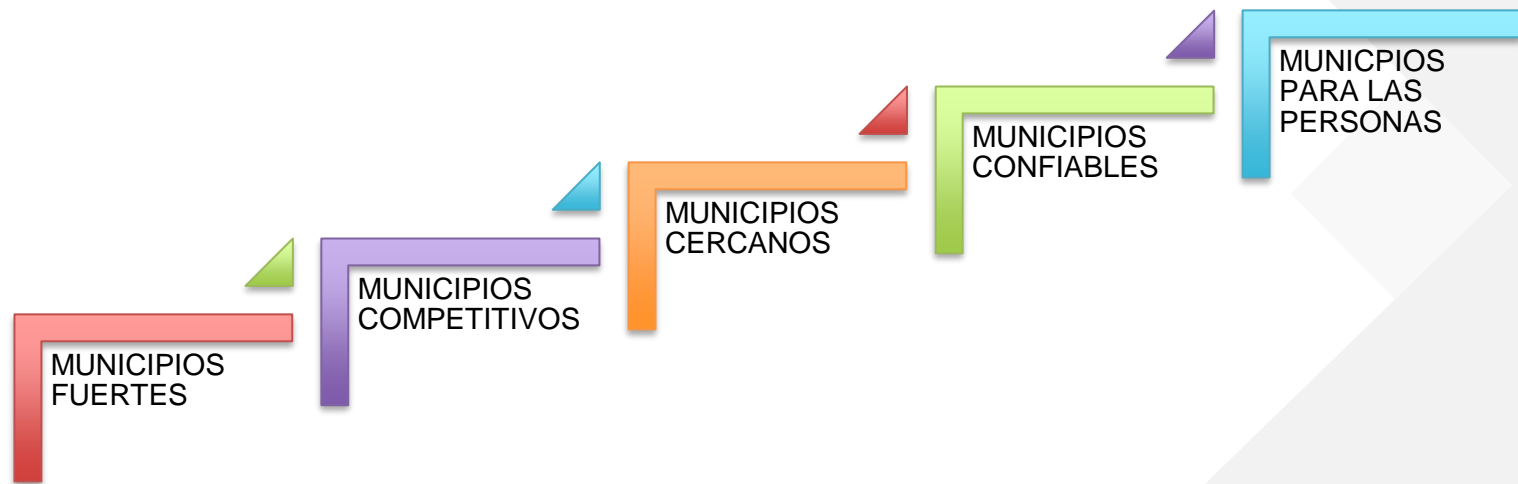 MUNICIPIOS
FUERTES
MUNICIPIOS
COMPETITIVOS
MUNICIPIOS
CERCANOS
MUNICIPIOS
CONFIABLES
MUNICPIOS
PARA LAS
PERSONAS